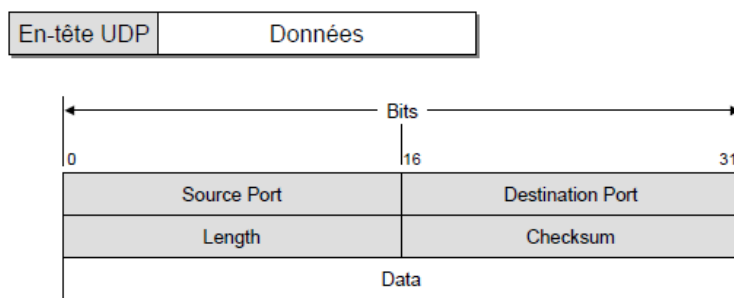 En-tête UDP Données
Bits
0 16 31
Source Port Destination Port
Length Checksum
Data